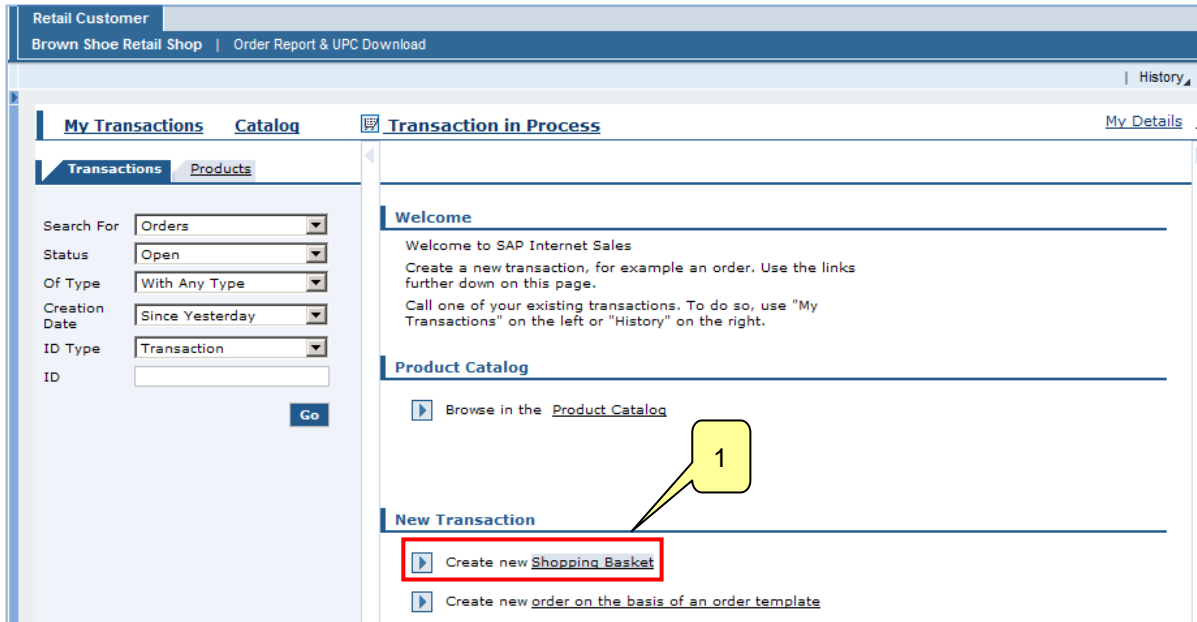 Retail Customer
Brown Shoe Retail Shop | Order Report & UPC Download
| History
My Transactions Catalog Transaction in Process My Details
Transactions Products
Search For Orders
Status Open
Of Type With Any Type
Creation Date Since Yesterday
ID Type Transaction
ID
Go
Welcome
Welcome to SAP Internet Sales
Create a new transaction, for example an order. Use the links
further down on this page.
Call one of your existing transactions. To do so, use "My
Transactions" on the left or "History" on the right.
Product Catalog
Browse in the Product Catalog
1
New Transaction
Create new Shopping Basket
Create new order on the basis of an order template